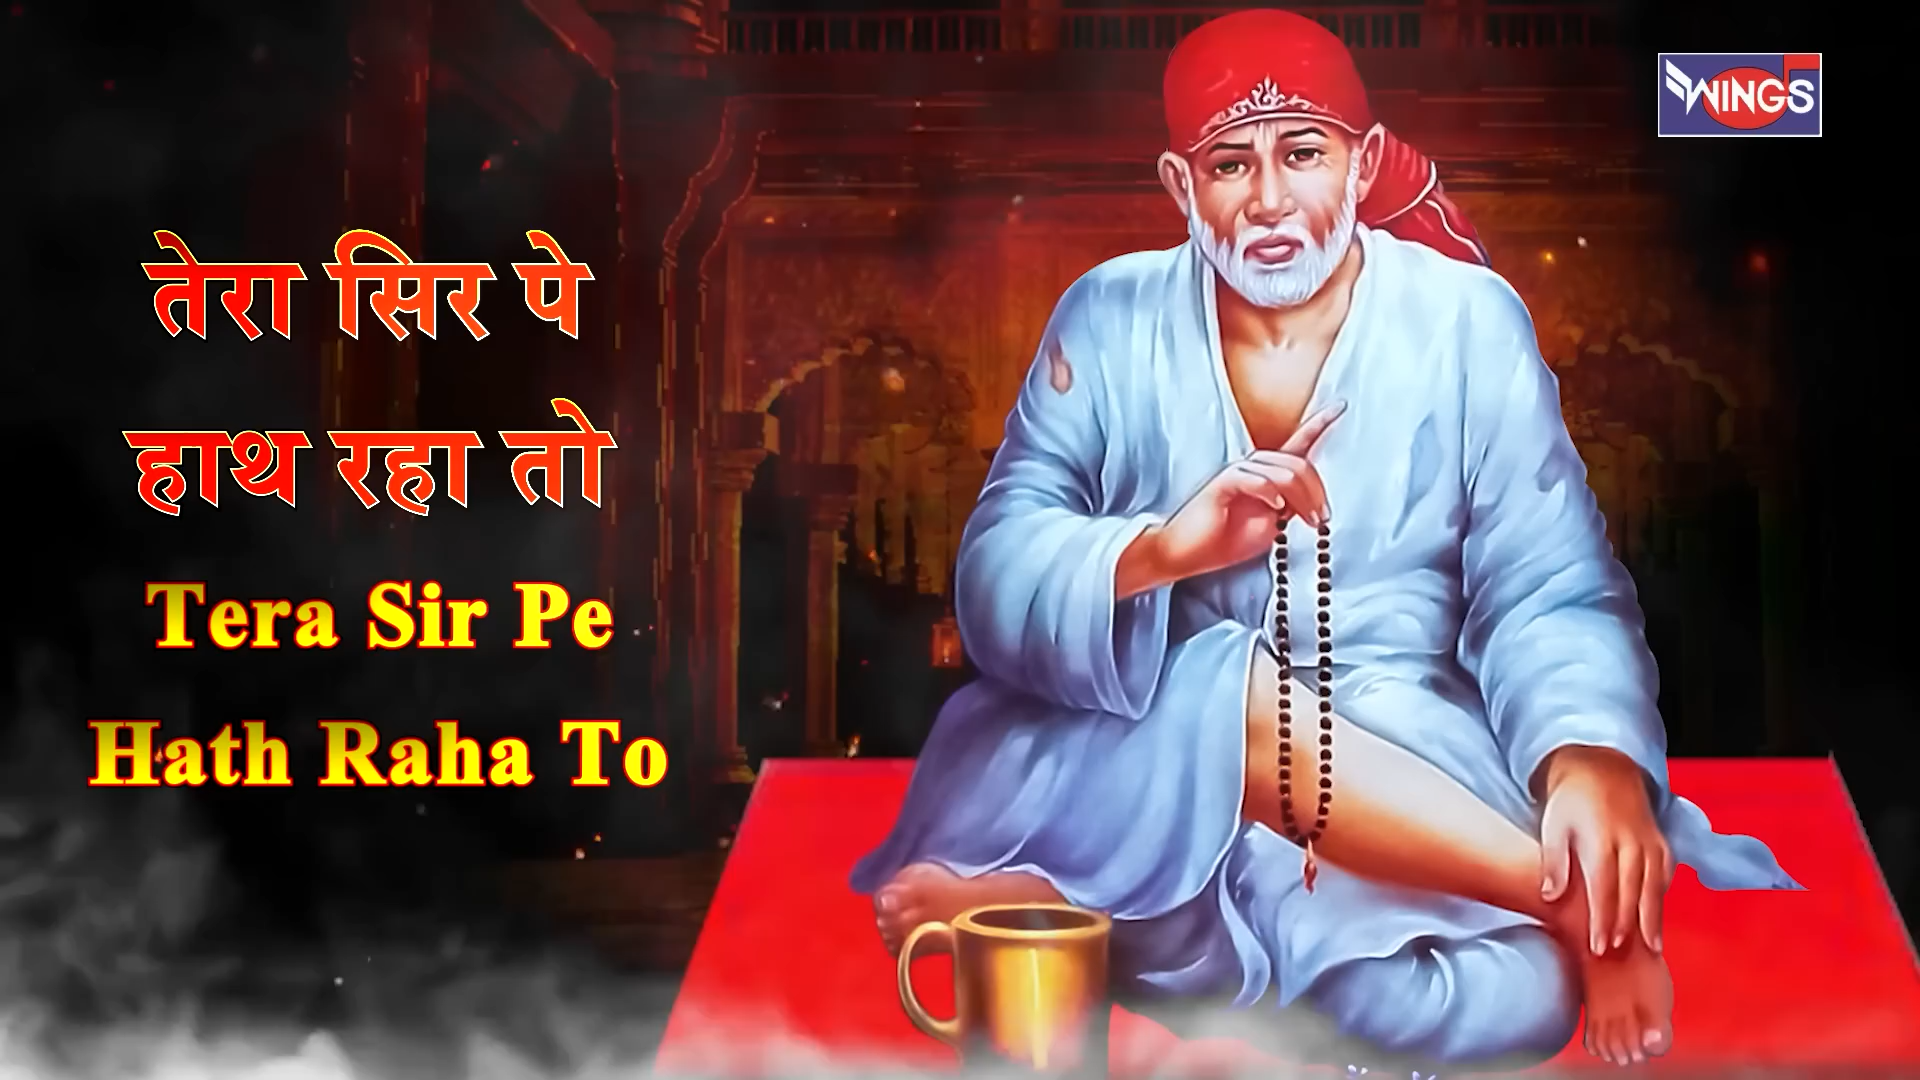 WINGS
तेरा सिर पे
हाथ रहा तो
Tera Sir Pe
Hath Raha To